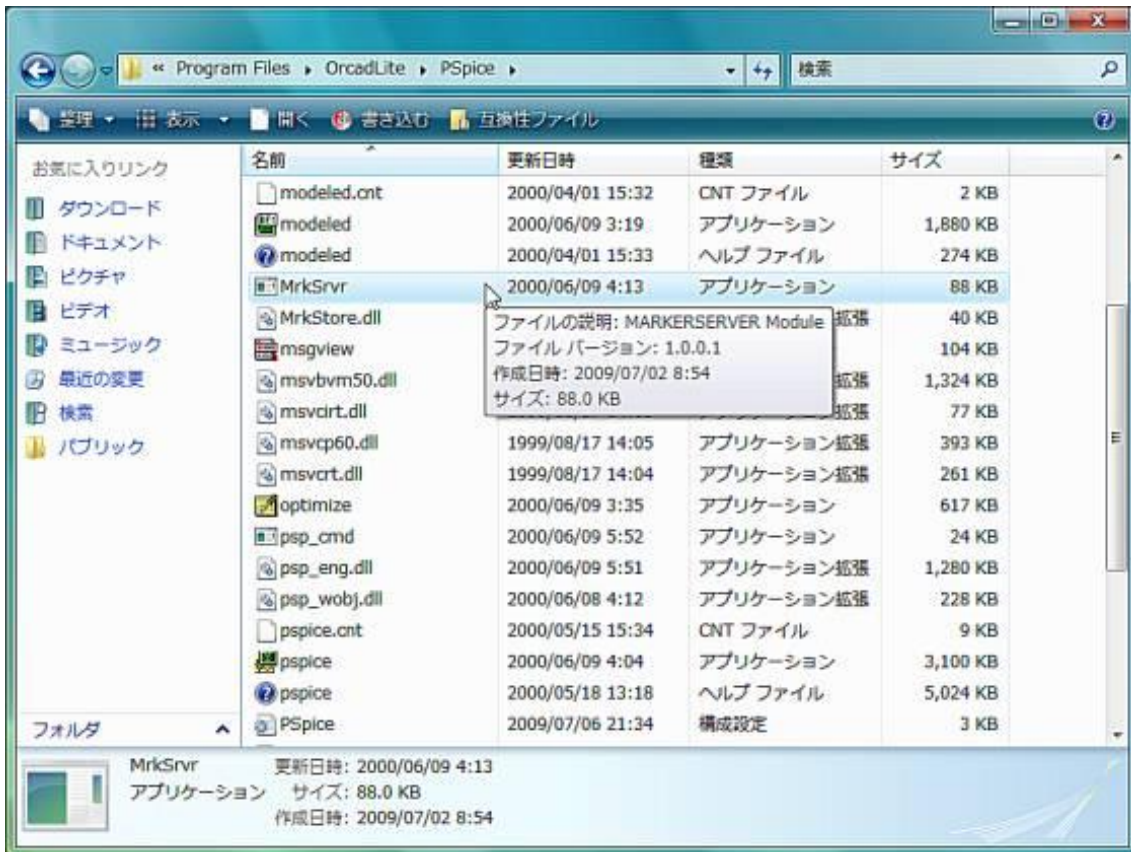 « Program Files ▸ OrcadLite ▸ PSpice ▸ 検索
整理 表示 開く 書き込む 互換性ファイル
お気に入りリンク
ダウンロード
ドキュメント
ピクチャ
ビデオ
ミュージック
最近の変更
検索
パブリック
フォルダ
名前 更新日時 種類 サイズ
modeled.cnt 2000/04/01 15:32 CNT ファイル 2 KB
modeled 2000/06/09 3:19 アプリケーション 1,880 KB
modeled 2000/04/01 15:33 ヘルプ ファイル 274 KB
MrkSrvr 2000/06/09 4:13 アプリケーション 88 KB
MrkStore.dll 拡張 40 KB
msgview 104 KB
msvbvm50.dll 拡張 1,324 KB
msvcirt.dll アプリケーション拡張 77 KB
msvcp60.dll 1999/08/17 14:05 アプリケーション拡張 393 KB
msvcrt.dll 1999/08/17 14:04 アプリケーション拡張 261 KB
optimize 2000/06/09 3:35 アプリケーション 617 KB
psp_cmd 2000/06/09 5:52 アプリケーション 24 KB
psp_eng.dll 2000/06/09 5:51 アプリケーション拡張 1,280 KB
psp_wobj.dll 2000/06/08 4:12 アプリケーション拡張 228 KB
pspice.cnt 2000/05/15 15:34 CNT ファイル 9 KB
pspice 2000/06/09 4:04 アプリケーション 3,100 KB
pspice 2000/05/18 13:18 ヘルプ ファイル 5,024 KB
PSpice 2009/07/06 21:34 構成設定 3 KB
ファイルの説明: MARKERSERVER Module
ファイル バージョン: 1.0.0.1
作成日時: 2009/07/02 8:54
サイズ: 88.0 KB
MrkSrvr 更新日時: 2000/06/09 4:13
アプリケーション サイズ: 88.0 KB
作成日時: 2009/07/02 8:54